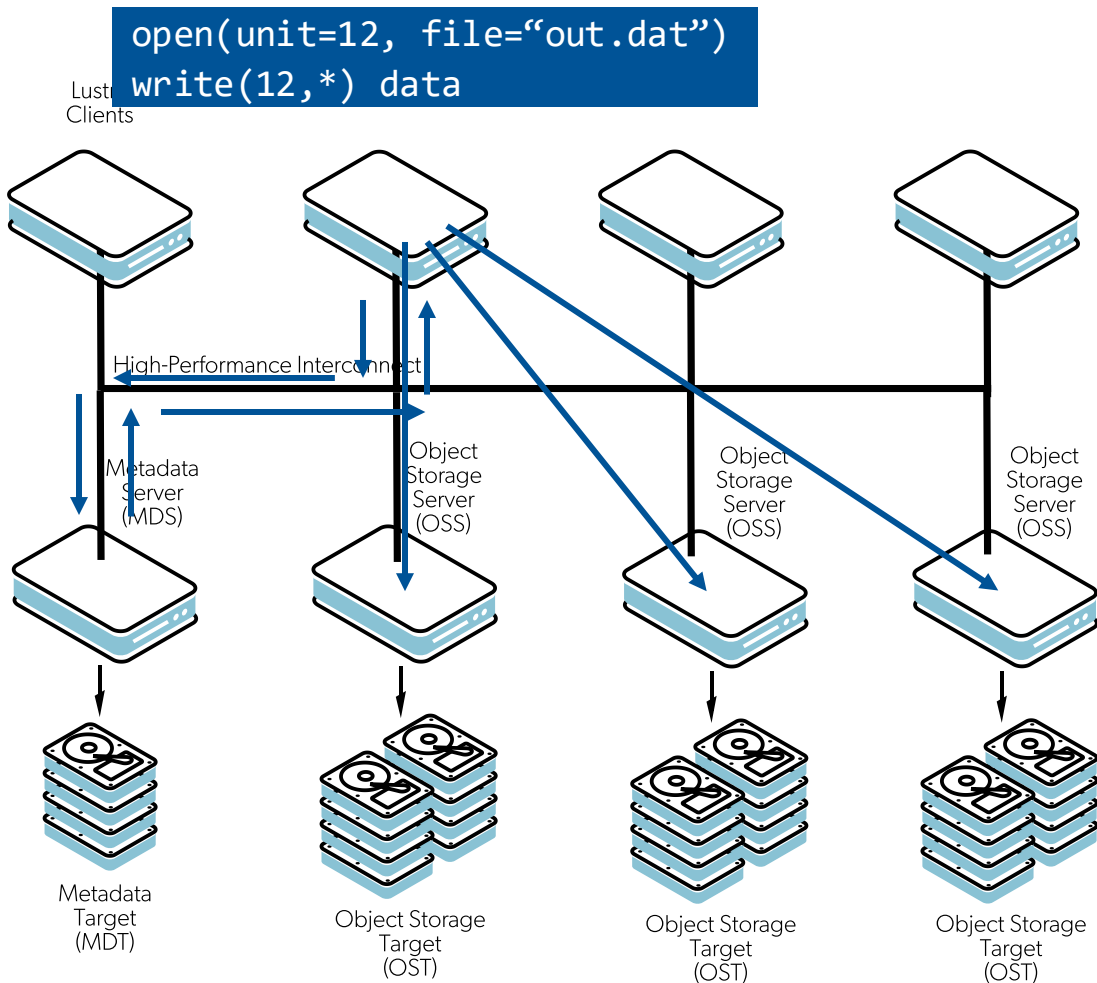 open(unit=12, file=“out.dat”)
write(12,*) data
Clients
High-Performance Interconnect
Metadata
Server
(MDS)
Object
Storage
Server
(OSS)
Object
Storage
Server
(OSS)
Object
Storage
Server
(OSS)
Metadata
Target
(MDT)
Object Storage
Target
(OST)
Object Storage
Target
(OST)
Object Storage
Target
(OST)